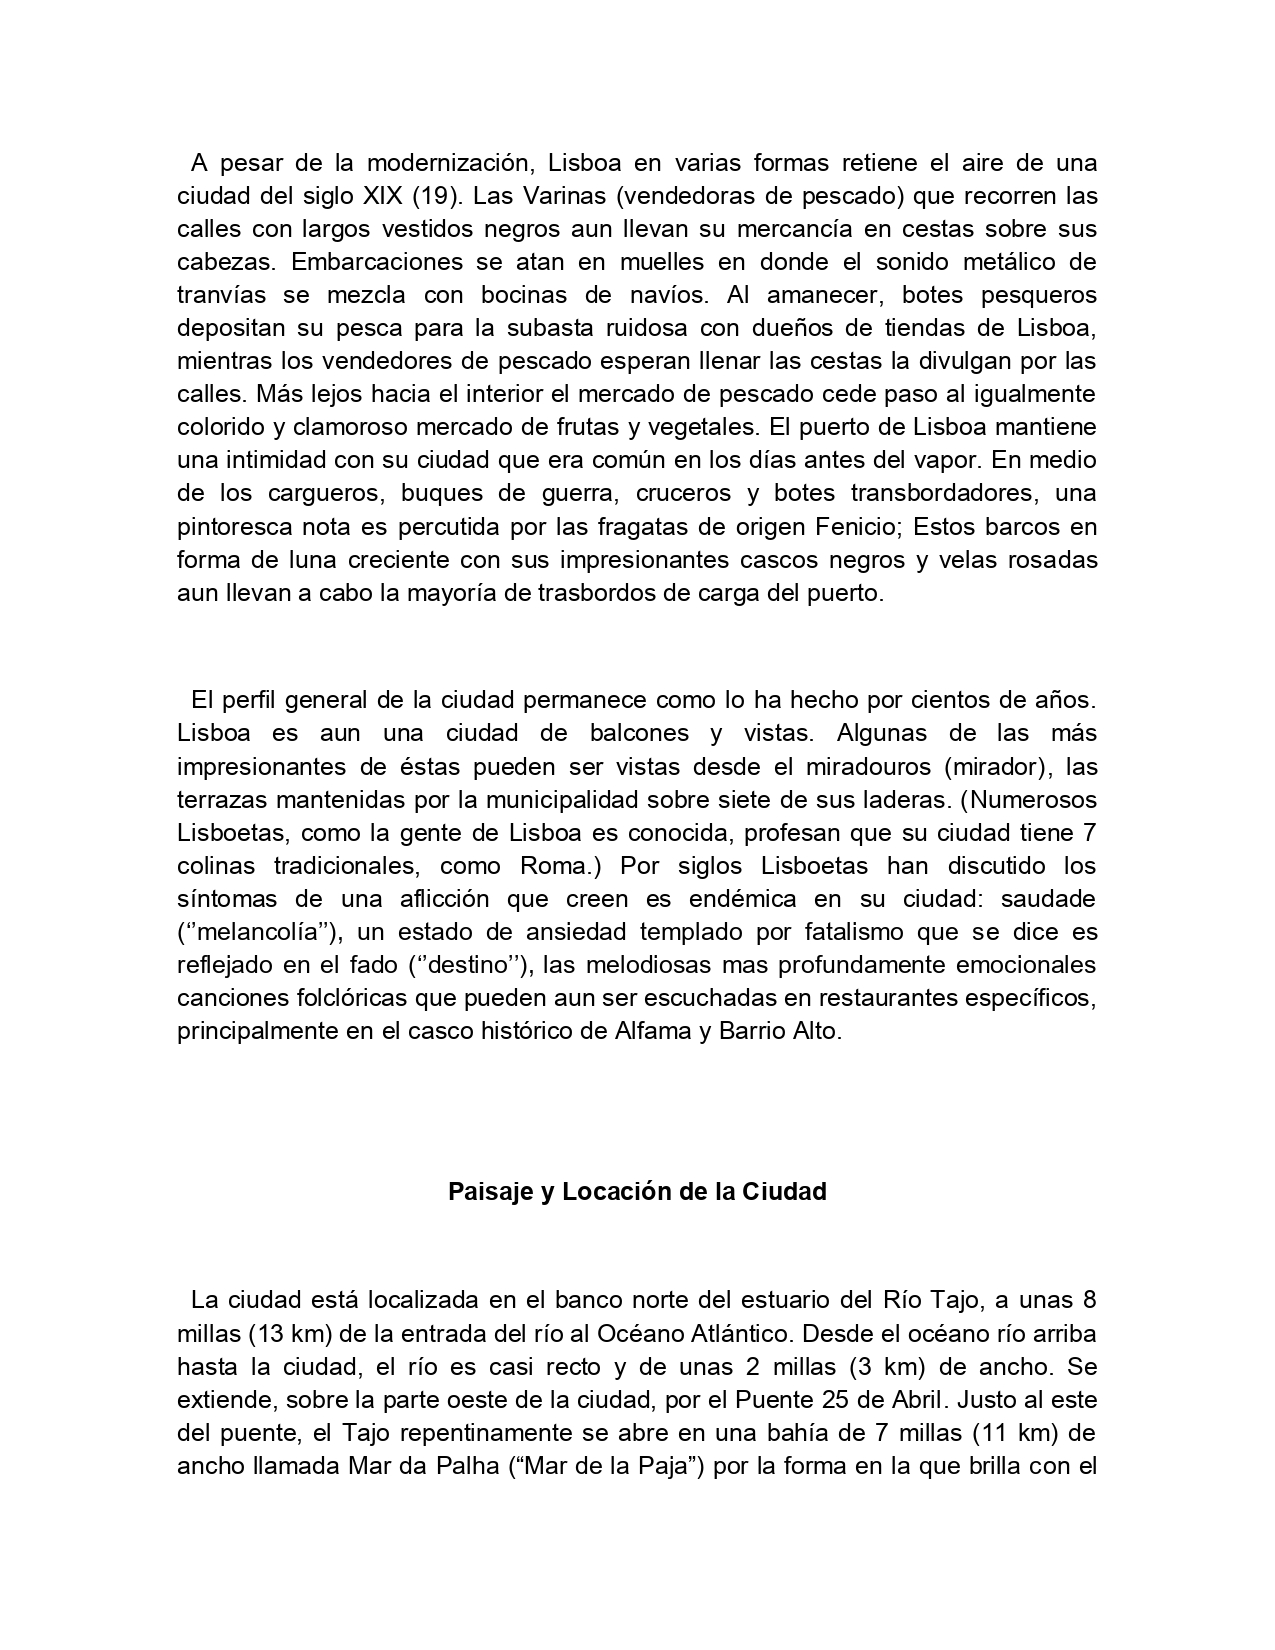 A pesar de la modernización, Lisboa en varias formas retiene el aire de una
ciudad del siglo XIX (19). Las Varinas (vendedoras de pescado) que recorren las
calles con largos vestidos negros aun llevan su mercancía en cestas sobre sus
cabezas. Embarcaciones se atan en muelles en donde el sonido metálico de
tranvías se mezcla con bocinas de navíos. Al amanecer, botes pesqueros
depositan su pesca para la subasta ruidosa con dueños de tiendas de Lisboa,
mientras los vendedores de pescado esperan llenar las cestas la divulgan por las
calles. Más lejos hacia el interior el mercado de pescado cede paso al igualmente
colorido y clamoroso mercado de frutas y vegetales. El puerto de Lisboa mantiene
una intimidad con su ciudad que era común en los días antes del vapor. En medio
de los cargueros, buques de guerra, cruceros y botes transbordadores, una
pintoresca nota es percutida por las fragatas de origen Fenicio; Estos barcos en
forma de luna creciente con sus impresionantes cascos negros y velas rosadas
aun llevan a cabo la mayoría de trasbordos de carga del puerto.
El perfil general de la ciudad permanece como lo ha hecho por cientos de años.
Lisboa es aun una ciudad de balcones y vistas. Algunas de las más
impresionantes de éstas pueden ser vistas desde el miradouros (mirador), las
terrazas mantenidas por la municipalidad sobre siete de sus laderas. (Numerosos
Lisboetas, como la gente de Lisboa es conocida, profesan que su ciudad tiene 7
colinas tradicionales, como Roma.) Por siglos Lisboetas han discutido los
síntomas de una aflicción que creen es endémica en su ciudad: saudade
(‘’melancolía’’), un estado de ansiedad templado por fatalismo que se dice es
reflejado en el fado (‘’destino’’), las melodiosas mas profundamente emocionales
canciones folclóricas que pueden aun ser escuchadas en restaurantes específicos,
principalmente en el casco histórico de Alfama y Barrio Alto.
Paisaje y Locación de la Ciudad
La ciudad está localizada en el banco norte del estuario del Río Tajo, a unas 8
millas (13 km) de la entrada del río al Océano Atlántico. Desde el océano río arriba
hasta la ciudad, el río es casi recto y de unas 2 millas (3 km) de ancho. Se
extiende, sobre la parte oeste de la ciudad, por el Puente 25 de Abril. Justo al este
del puente, el Tajo repentinamente se abre en una bahía de 7 millas (11 km) de
ancho llamada Mar da Palha (“Mar de la Paja”) por la forma en la que brilla con el